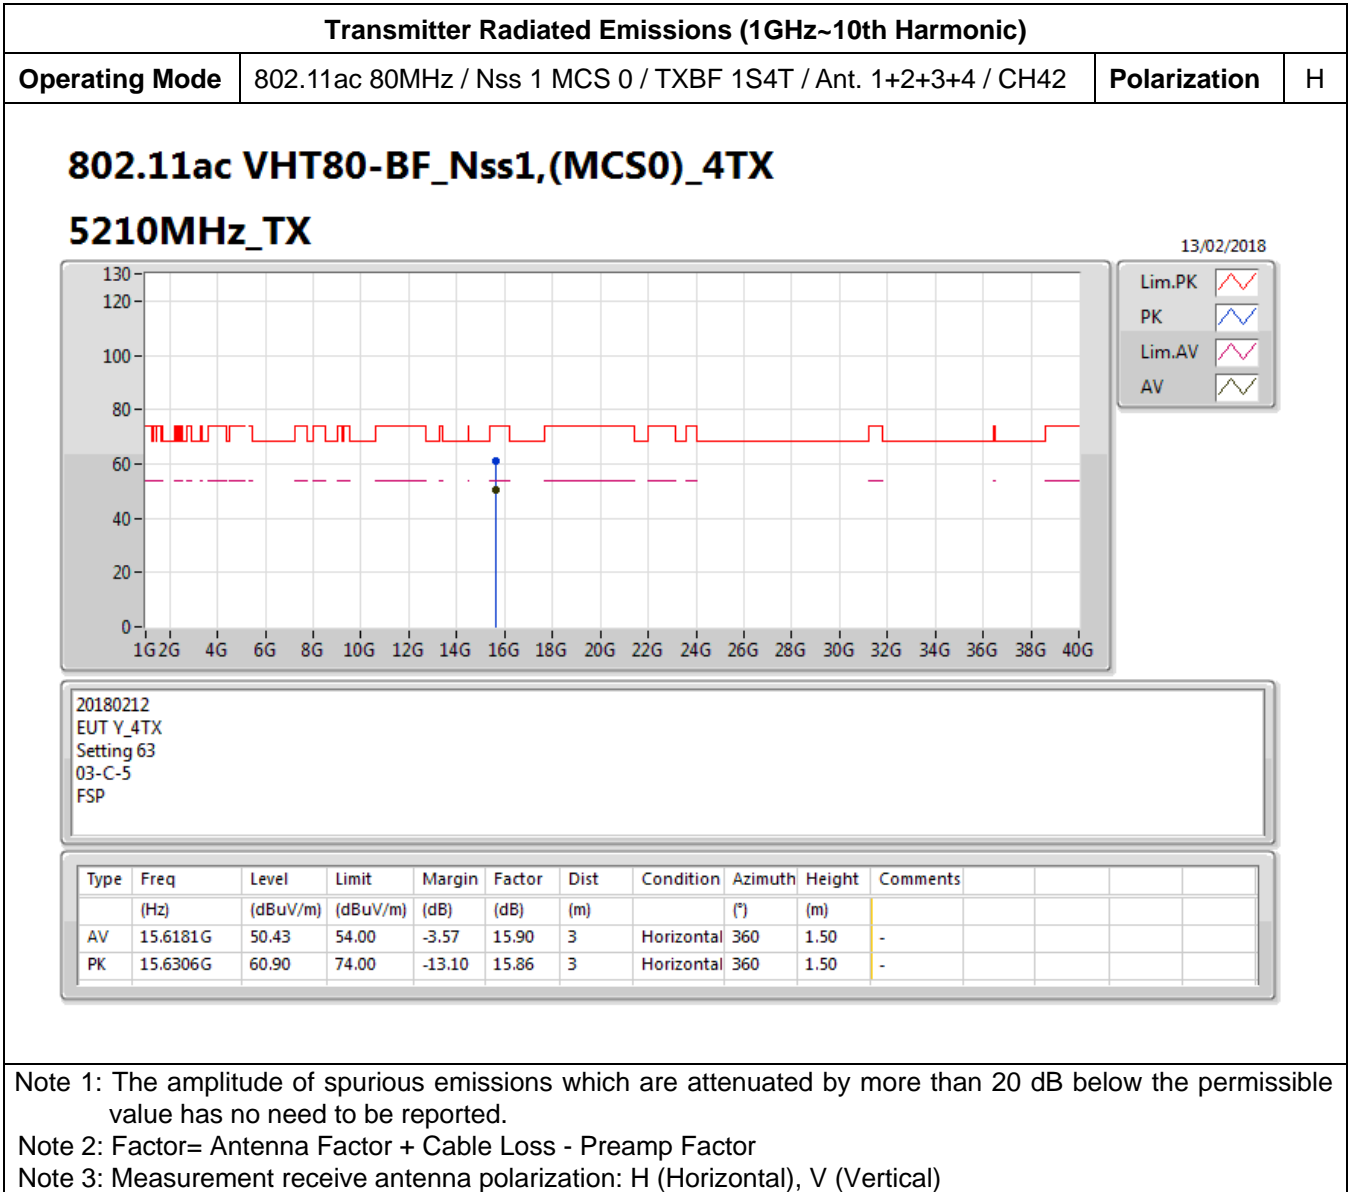 Transmitter Radiated Emissions (1GHz~10th Harmonic)
Operating Mode 802.11ac 80MHz / Nss 1 MCS 0 / TXBF 1S4T / Ant. 1+2+3+4 / CH42 Polarization H
802.11ac VHT80-BF_Nss1,(MCS0)_4TX
5210MHz_TX
13/02/2018
130
120
100
80
60
40
20
0
1G 2G 4G 6G 8G 10G 12G 14G 16G 18G 20G 22G 24G 26G 28G 30G 32G 34G 36G 38G 40G
Lim.PK
PK
Lim.AV
AV
20180212
EUT Y_4TX
Setting 63
03-C-5
FSP
Type Freq Level Limit Margin Factor Dist Condition Azimuth Height Comments
(Hz) (dBuV/m) (dBuV/m) (dB) (dB) (m) (°) (m)
AV 15.6181G 50.43 54.00 -3.57 15.90 3 Horizontal 360 1.50 -
PK 15.6306G 60.90 74.00 -13.10 15.86 3 Horizontal 360 1.50 -
Note 1: The amplitude of spurious emissions which are attenuated by more than 20 dB below the permissible
value has no need to be reported.
Note 2: Factor= Antenna Factor + Cable Loss - Preamp Factor
Note 3: Measurement receive antenna polarization: H (Horizontal), V (Vertical)